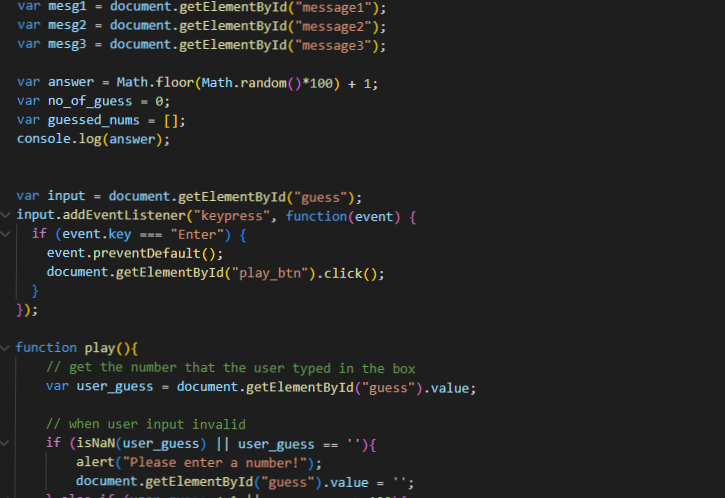 var mesg1 = document.getElementById("message1");
var mesg2 = document.getElementById("message2");
var mesg3 = document.getElementById("message3");
var answer = Math.floor(Math.random()*100) + 1;
var no_of_guess = 0;
var guessed_nums = [];
console.log(answer);
var input = document.getElementById("guess");
input.addEventListener("keypress", function(event) {
if (event.key === "Enter") {
event.preventDefault();
document.getElementById("play_btn").click();
}
});
function play(){
// get the number that the user typed in the box
var user_guess = document.getElementById("guess").value;
// when user input invalid
if (isNaN(user_guess) || user_guess == ''){
alert("Please enter a number!");
document.getElementById("guess").value = '';